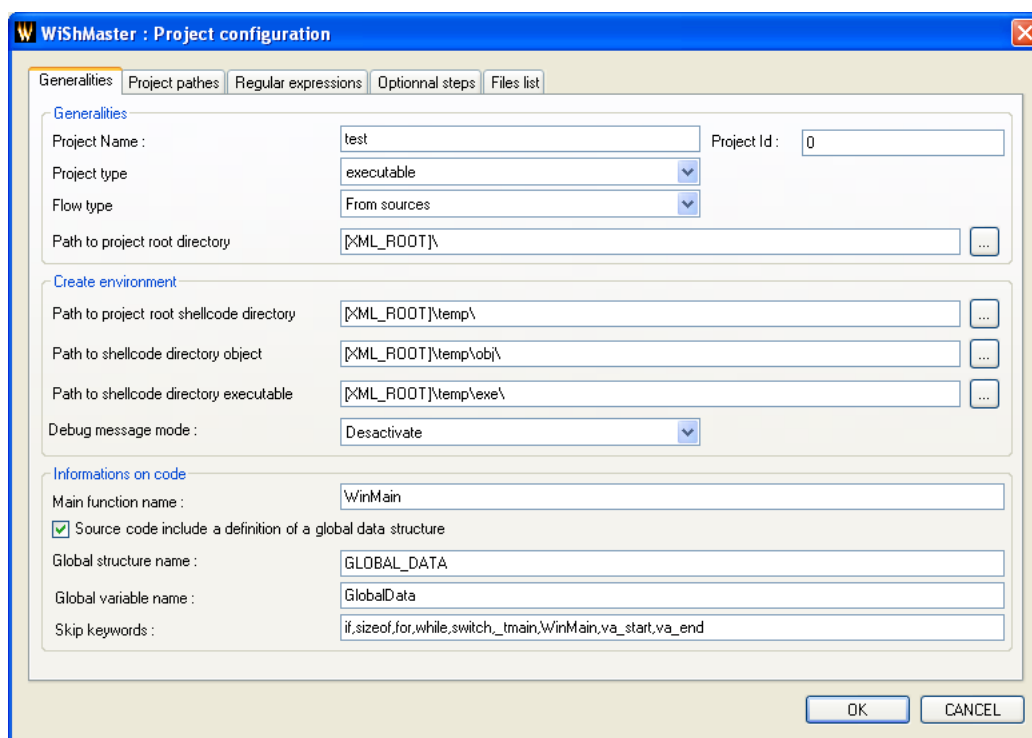 WiShMaster : Project configuration
Generalities Project pathes Regular expressions Optionnal steps Files list
Generalities
Project Name : test Project Id : 0
Project type executable
Flow type From sources
Path to project root directory [XML_ROOT]\ ...
Create environment
Path to project root shellcode directory [XML_ROOT]\temp\ ...
Path to shellcode directory object [XML_ROOT]\temp\obj\ ...
Path to shellcode directory executable [XML_ROOT]\temp\exe\ ...
Debug message mode : Desactivate
Informations on code
Main function name : WinMain
Source code include a definition of a global data structure
Global structure name : GLOBAL_DATA
Global variable name : GlobalData
Skip keywords : if,sizeof,for,while,switch,_tmain,WinMain,va_start,va_end
OK CANCEL